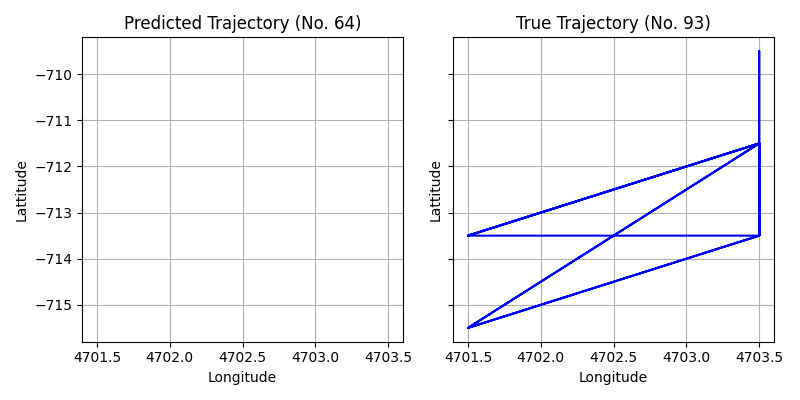 Predicted Trajectory (No. 64)
True Trajectory (No. 93)
Lattitude
−710
−711
−712
−713
−714
−715
4701.5 4702.0 4702.5 4703.0 4703.5
Longitude
Lattitude
4701.5 4702.0 4702.5 4703.0 4703.5
Longitude